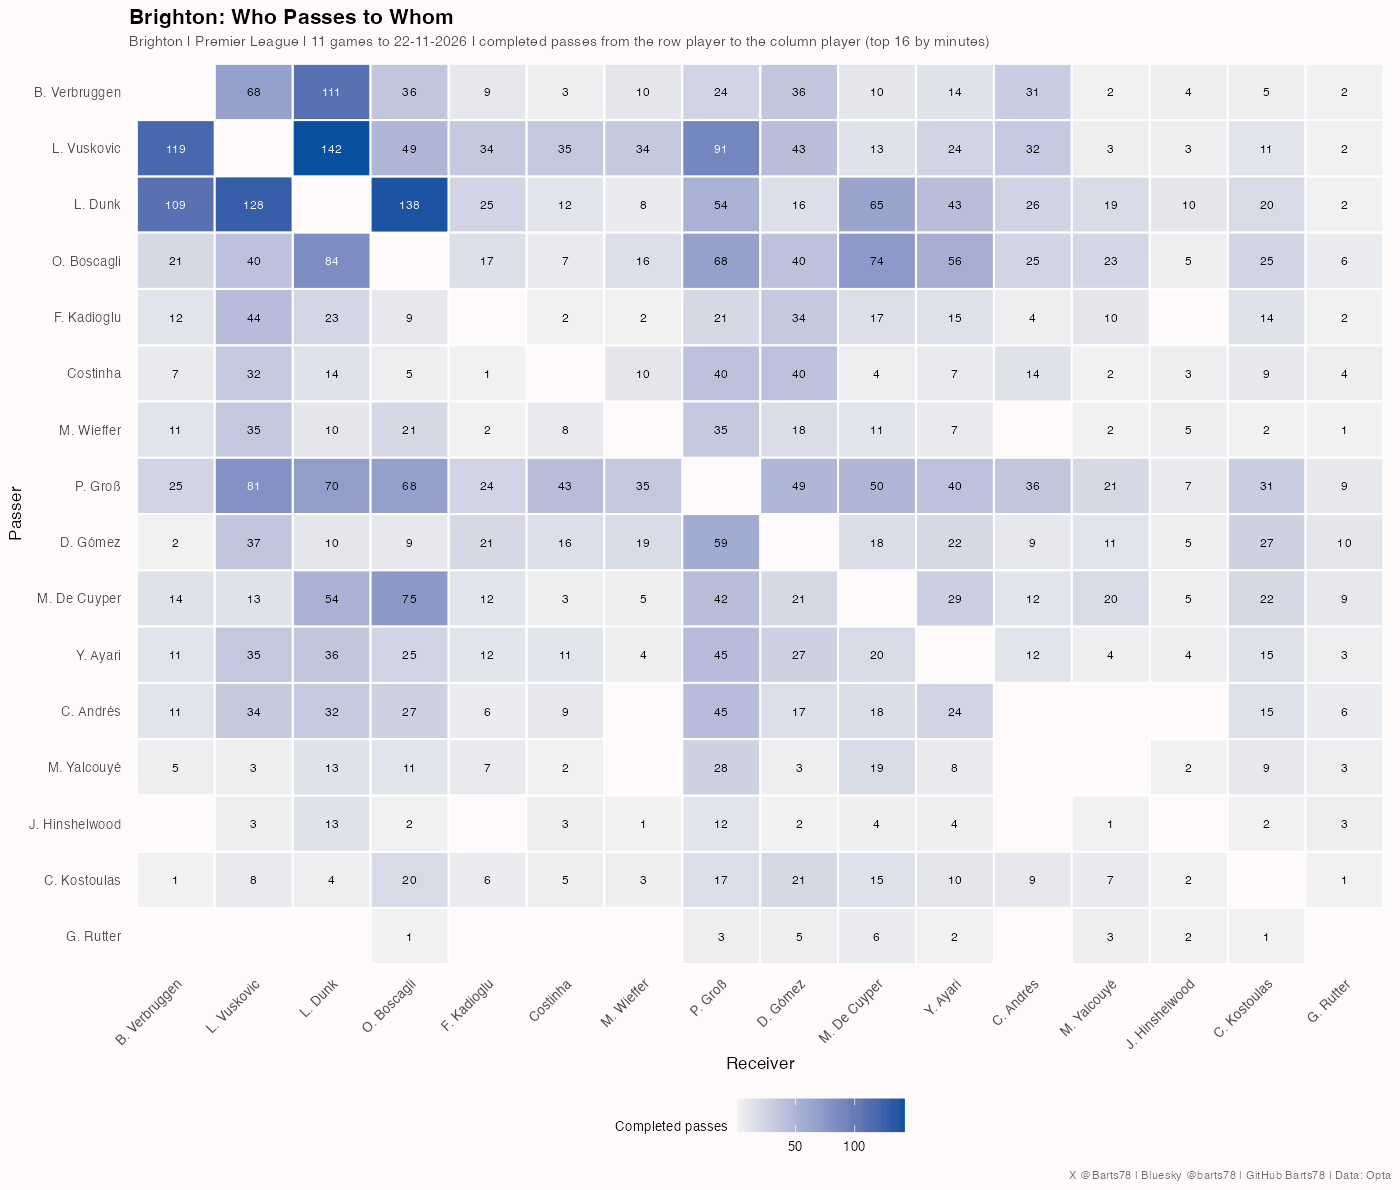 Brighton: Who Passes to Whom
Brighton | Premier League | 11 games to 22-11-2026 | completed passes from the row player to the column player (top 16 by minutes)
B. Verbruggen 68 111 36 9 3 10 24 36 10 14 31 2 4 5 2
L. Vuskovic 119 142 49 34 35 34 91 43 13 24 32 3 3 11 2
L. Dunk 109 128 138 25 12 8 54 16 65 43 26 19 10 20 2
O. Boscagli 21 40 84 17 7 16 68 40 74 56 25 23 5 25 6
F. Kadioglu 12 44 23 9 2 2 21 34 17 15 4 10 14 2
Costinha 7 32 14 5 1 10 40 40 4 7 14 2 3 9 4
M. Wieffer 11 35 10 21 2 8 35 18 11 7 2 5 2 1
P. Groß 25 81 70 68 24 43 35 49 50 40 36 21 7 31 9
D. Gómez 2 37 10 9 21 16 19 59 18 22 9 11 5 27 10
M. De Cuyper 14 13 54 75 12 3 5 42 21 29 12 20 5 22 9
Y. Ayari 11 35 36 25 12 11 4 45 27 20 12 4 4 15 3
C. Andrés 11 34 32 27 6 9 45 17 18 24 15 6
M. Yalcouyé 5 3 13 11 7 2 28 3 19 8 2 9 3
J. Hinshelwood 3 13 2 3 1 12 2 4 4 1 2 3
C. Kostoulas 1 8 4 20 6 5 3 17 21 15 10 9 7 2 1
G. Rutter 1 3 5 6 2 3 2 1
Passer
B. Verbruggen L. Vuskovic L. Dunk O. Boscagli F. Kadioglu Costinha M. Wieffer P. Groß D. Gómez M. De Cuyper Y. Ayari C. Andrés M. Yalcouyé J. Hinshelwood C. Kostoulas G. Rutter
Receiver
Completed passes
50 100
X @Barts78 | Bluesky @barts78 | GitHub Barts78 | Data: Opta